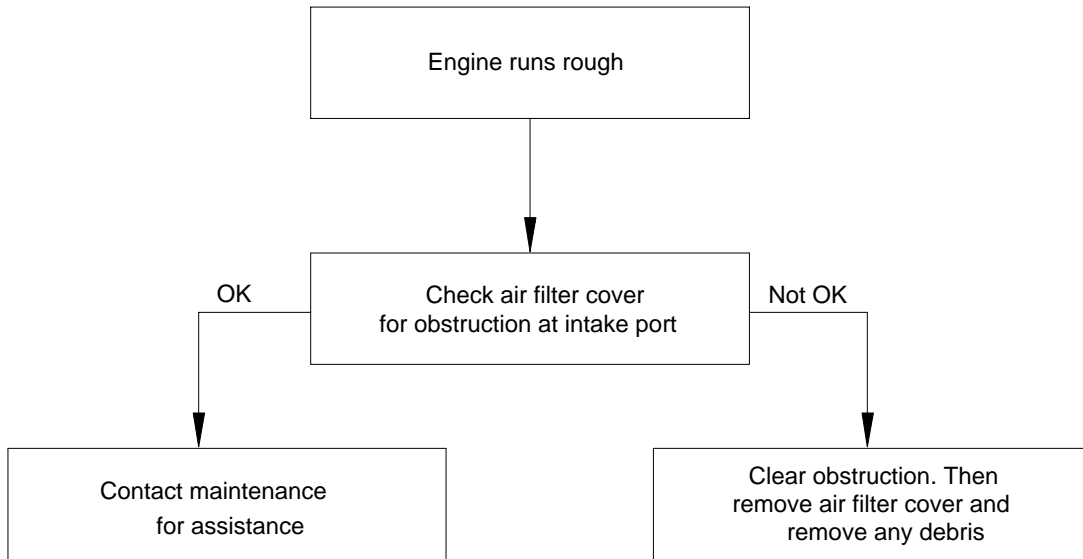 Engine runs rough
Check air filter cover
for obstruction at intake port
OK
Not OK
Contact maintenance
for assistance
Clear obstruction. Then
remove air filter cover and
remove any debris